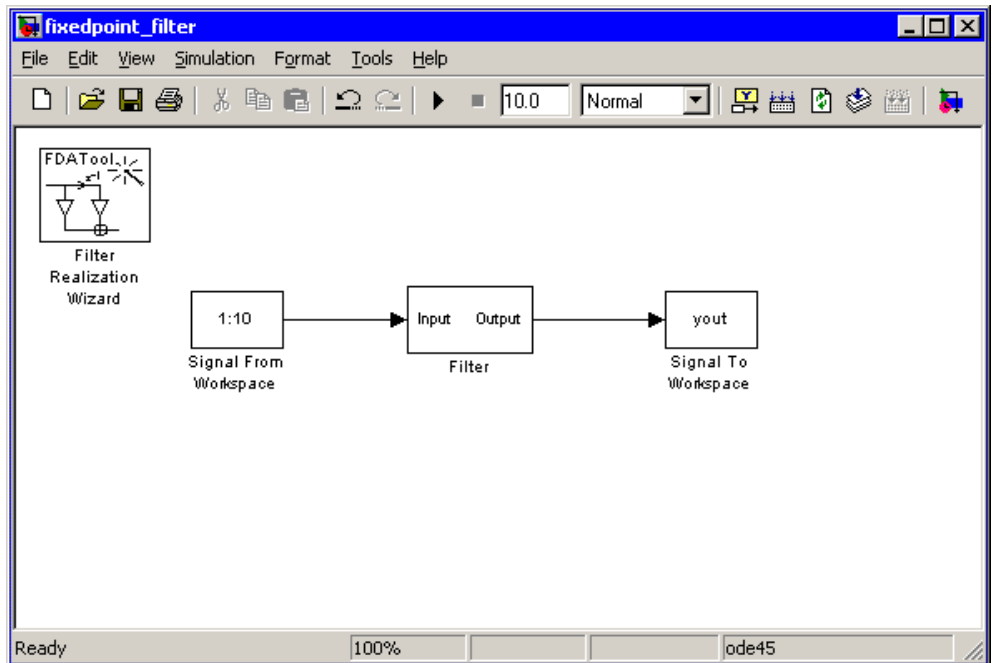 fixedpoint_filter
File Edit View Simulation Format Tools Help
10.0 Normal
FDATool
z-1
Filter
Realization
Wizard
1:10
Signal From
Workspace
Input Output
Filter
yout
Signal To
Workspace
Ready 100% ode45